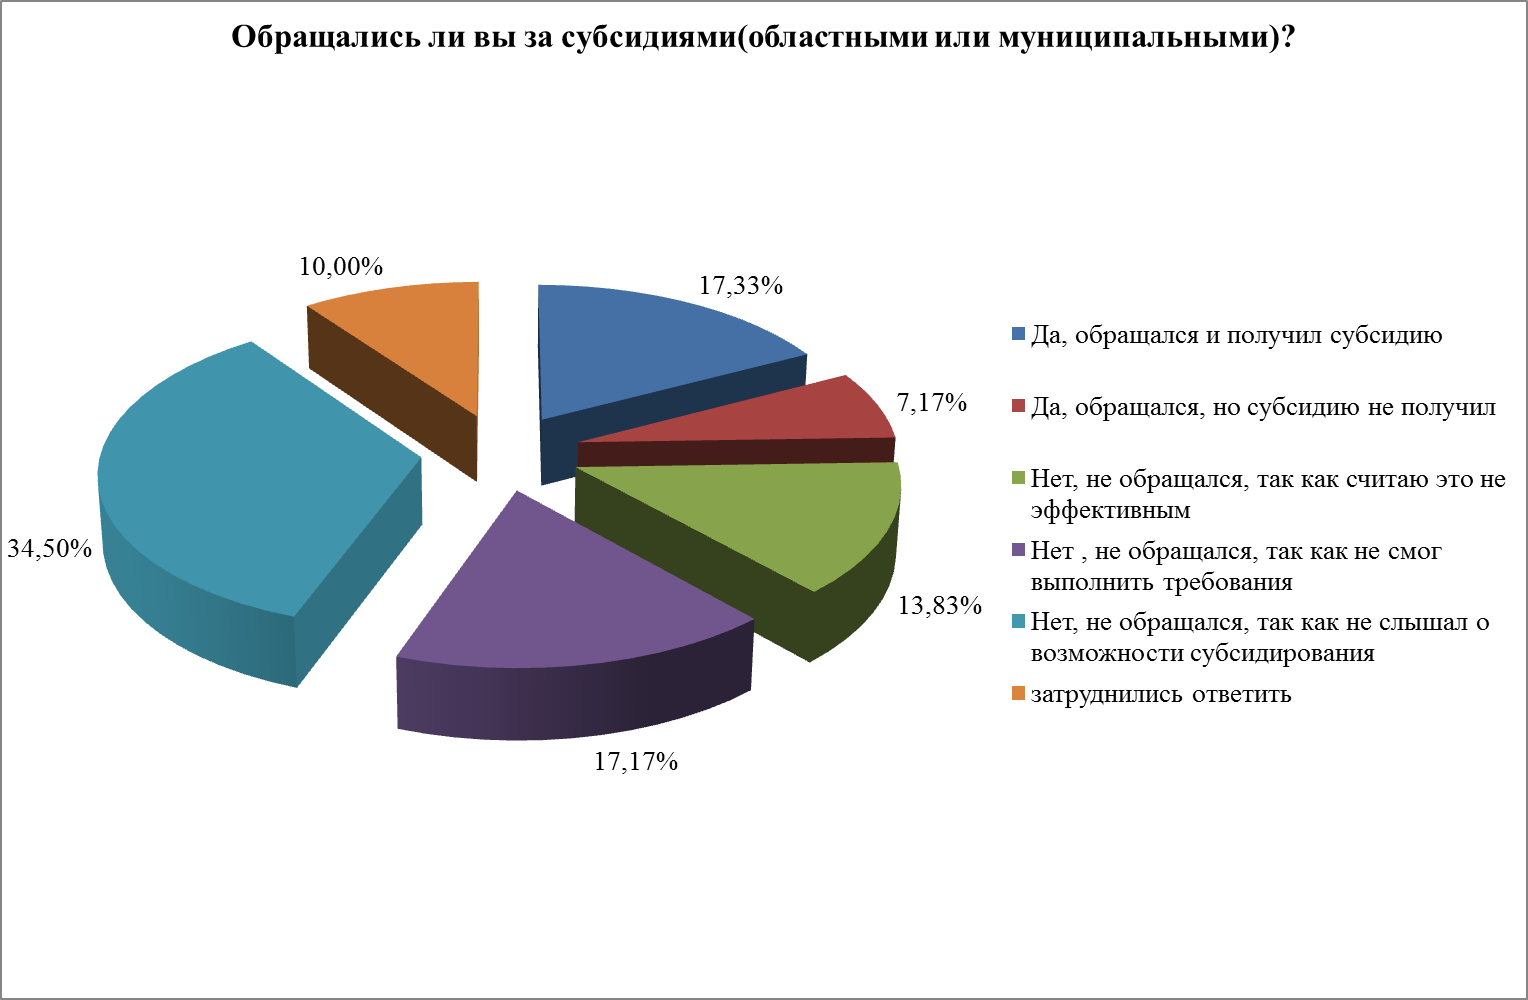 Обращались ли вы за субсидиями(областными или муниципальными)?
10,00%
17,33%
7,17%
34,50%
13,83%
17,17%
Да, обращался и получил субсидию
Да, обращался, но субсидию не получил
Нет, не обращался, так как считаю это не
эффективным
Нет , не обращался, так как не смог
выполнить требования
Нет, не обращался, так как не слышал о
возможности субсидирования
затруднились ответить